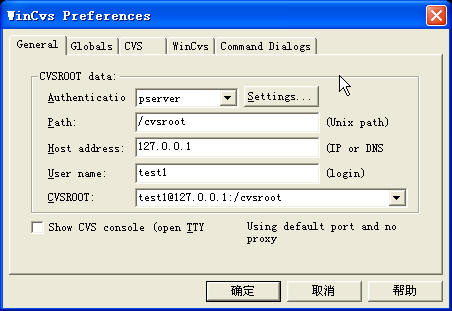 WinCvs Preferences
General Globals CVS WinCvs Command Dialogs
CVSROOT data:
Authenticatio pserver Settings...
Path: /cvsroot (Unix path)
Host address: 127.0.0.1 (IP or DNS
User name: test1 (login)
CVSROOT: test1@127.0.0.1:/cvsroot
Show CVS console (open TTY Using default port and no
proxy
确定 取消 帮助